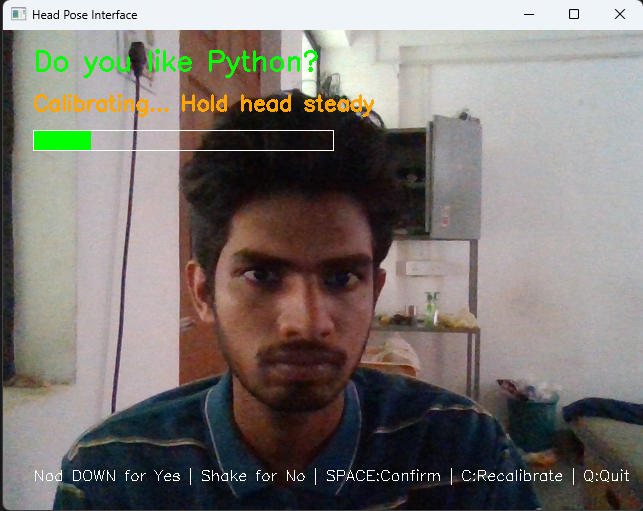 Head Pose Interface
Do you like Python?
Calibrating... Hold head steady
Nod DOWN for Yes | Shake for No | SPACE:Confirm | C:Recalibrate | Q:Quit